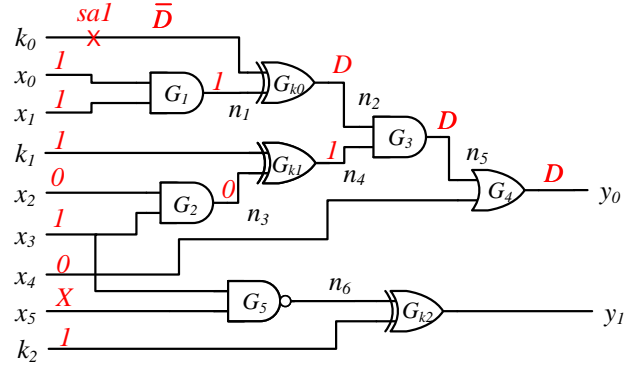 sa1
k0 X D̄
x0 1
G1 1 n1 Gk0 D n2
x1 1
k1 1 Gk1 1 n4 G3 D n5
x2 0
G2 0 n3 G4 D y0
x3 1
x4 0
x5 X G5 n6 Gk2 y1
k2 1